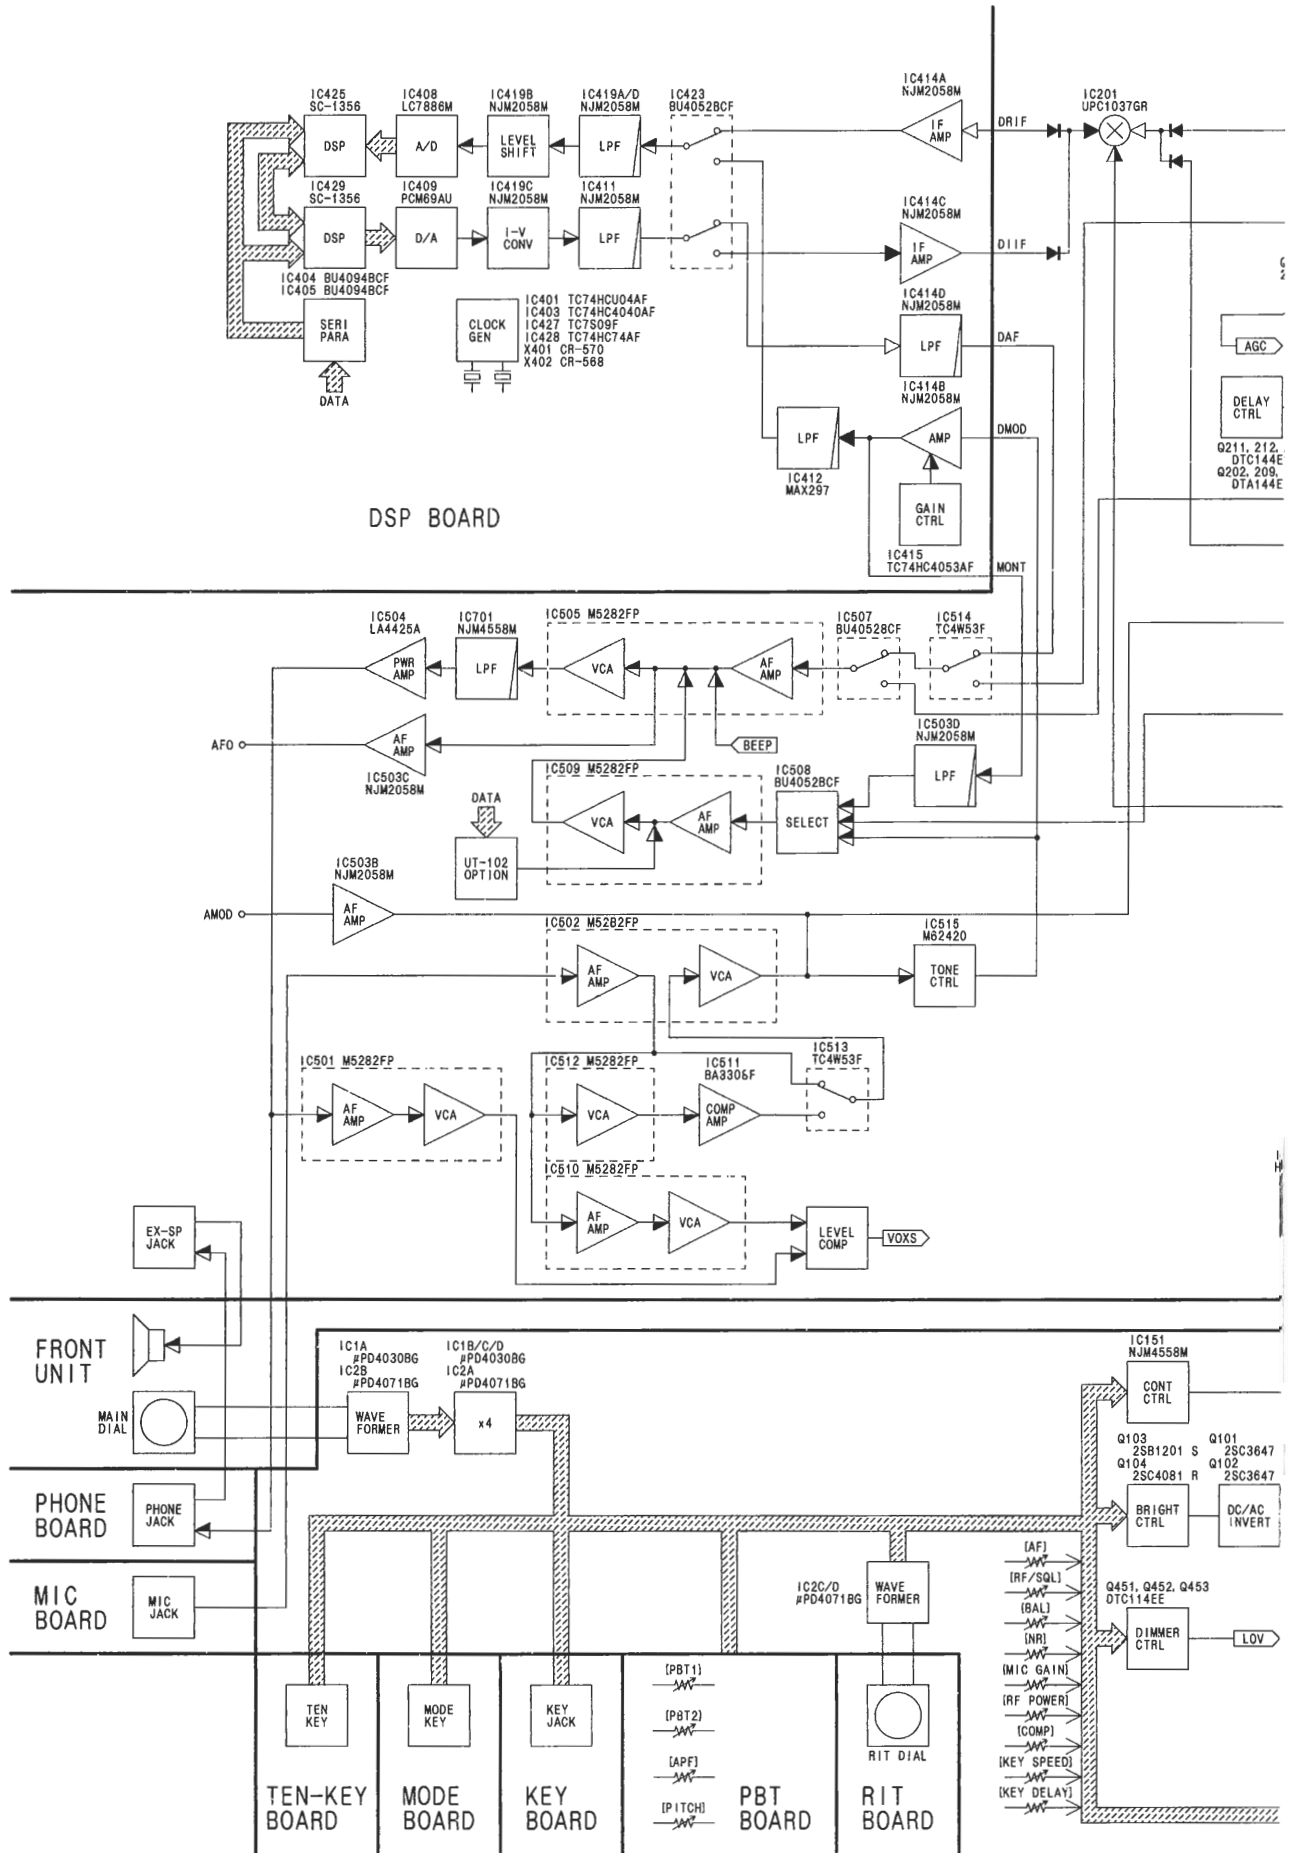 IC425
SC-1356
DSP
IC408
LC7886M
A/D
IC419B
NJM2058M
LEVEL
SHIFT
IC419A/D
NJM2058M
LPF
IC423
BU4052BCF
IC414A
NJM2058M
IF
AMP
DRIF
IC201
UPC1037GR
IC429
SC-1356
DSP
IC409
PCM69AU
D/A
IC419C
NJM2058M
I-V
CONV
IC411
NJM2058M
LPF
IC414C
NJM2058M
IF
AMP
DIIF
IC404 BU4094BCF
IC405 BU4094BCF
SERI
PARA
DATA
CLOCK
GEN
IC401 TC74HCU04AF
IC403 TC74HC4040AF
IC427 TC7S09F
IC428 TC74HC74AF
X401 CR-570
X402 CR-568
IC414D
NJM2058M
LPF
DAF
AGC
IC414B
NJM2058M
AMP
DMOD
LPF
IC412
MAX297
GAIN
CTRL
IC415
TC74HC4053AF
MONT
DELAY
CTRL
Q211, 212,
DTC144E
Q202, 209,
DTA144E
DSP BOARD
IC504
LA4425A
PWR
AMP
IC701
NJM4558M
LPF
IC505 M5282FP
VCA
AF
AMP
IC507
BU40528CF
IC514
TC4W53F
AFO
AF
AMP
IC503C
NJM2058M
BEEP
IC503D
NJM2058M
LPF
IC509 M5282FP
VCA
AF
AMP
IC508
BU4052BCF
SELECT
DATA
UT-102
OPTION
IC503B
NJM2058M
AMOD
AF
AMP
IC502 M5282FP
AF
AMP
VCA
IC515
M62420
TONE
CTRL
IC501 M5282FP
AF
AMP
VCA
IC512 M5282FP
VCA
IC511
BA3306F
COMP
AMP
IC513
TC4W53F
IC510 M5282FP
AF
AMP
VCA
LEVEL
COMP
VOXS
EX-SP
JACK
FRONT
UNIT
MAIN
DIAL
IC1A
μPD4030BG
IC2B
μPD4071BG
WAVE
FORMER
IC1B/C/D
μPD4030BG
IC2A
μPD4071BG
x4
IC151
NJM4558M
CONT
CTRL
Q103
2SB1201 S
Q104
2SC4081 R
BRIGHT
CTRL
Q101
2SC3647
Q102
2SC3647
DC/AC
INVERT
PHONE
BOARD
PHONE
JACK
MIC
BOARD
MIC
JACK
IC2C/D
μPD4071BG
WAVE
FORMER
[AF]
[RF/SQL]
[BAL]
[NR]
[MIC GAIN]
[RF POWER]
[COMP]
[KEY SPEED]
[KEY DELAY]
Q451, Q452, Q453
DTC114EE
DIMMER
CTRL
LOV
TEN
KEY
TEN-KEY
BOARD
MODE
KEY
MODE
BOARD
KEY
JACK
KEY
BOARD
[PBT1]
[PBT2]
[APF]
[PITCH]
PBT
BOARD
RIT DIAL
RIT
BOARD